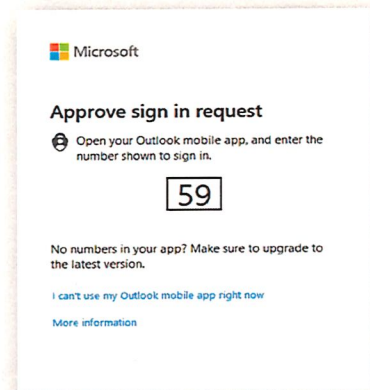 Microsoft
Approve sign in request
Open your Outlook mobile app, and enter the
number shown to sign in.
59
No numbers in your app? Make sure to upgrade to
the latest version.
I can't use my Outlook mobile app right now
More information